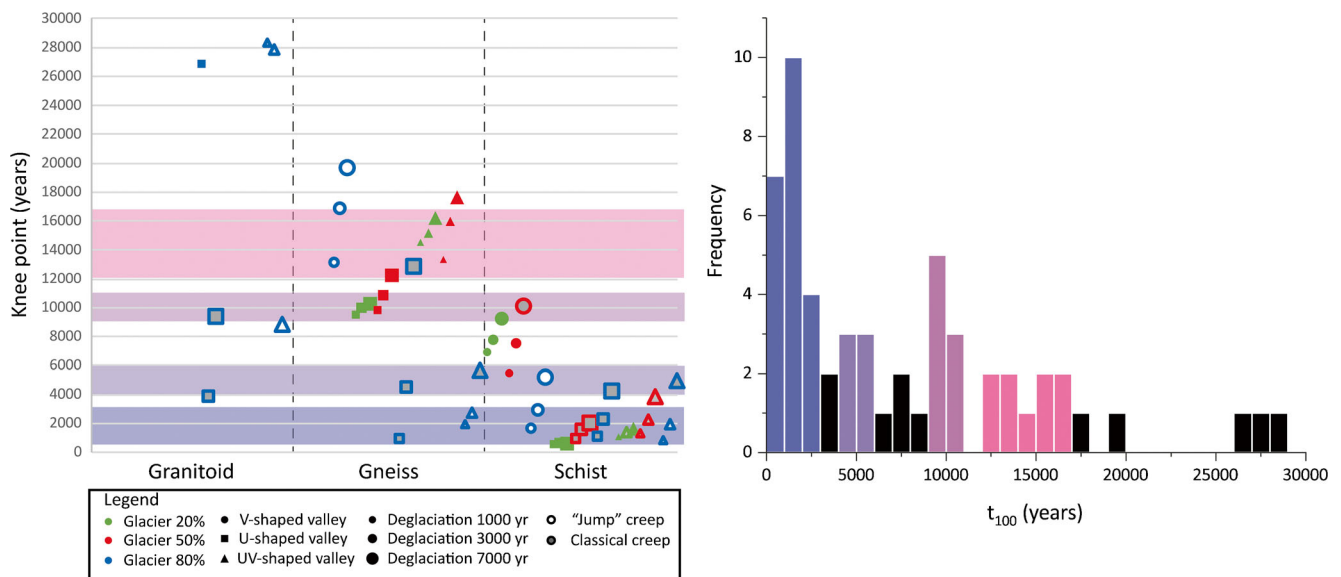 Knee point (years)
30000
28000
26000
24000
22000
20000
18000
16000
14000
12000
10000
8000
6000
4000
2000
0
Granitoid Gneiss Schist
Legend
Glacier 20% V-shaped valley Deglaciation 1000 yr "Jump" creep
Glacier 50% U-shaped valley Deglaciation 3000 yr Classical creep
Glacier 80% UV-shaped valley Deglaciation 7000 yr
Frequency
10
8
6
4
2
0
0 5000 10000 15000 20000 25000 30000
t100 (years)